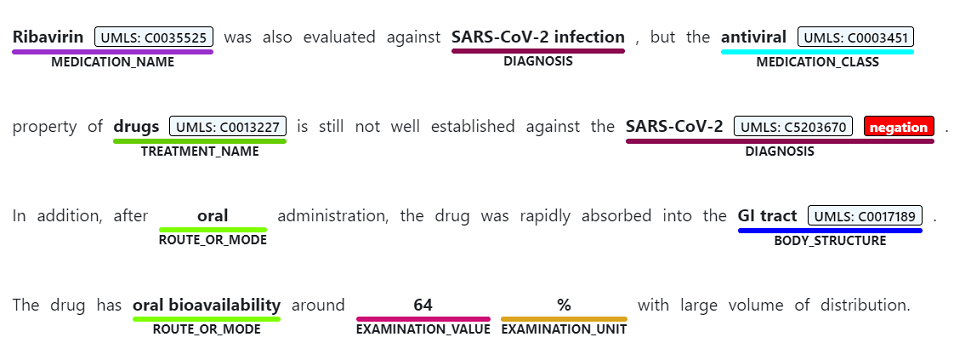 Ribavirin UMLS: C0035525 was also evaluated against SARS-CoV-2 infection , but the antiviral UMLS: C0003451
MEDICATION_NAME DIAGNOSIS MEDICATION_CLASS
property of drugs UMLS: C0013227 is still not well established against the SARS-CoV-2 UMLS: C5203670 negation .
TREATMENT_NAME DIAGNOSIS
In addition, after oral administration, the drug was rapidly absorbed into the GI tract UMLS: C0017189 .
ROUTE_OR_MODE BODY_STRUCTURE
The drug has oral bioavailability around 64 % with large volume of distribution.
ROUTE_OR_MODE EXAMINATION_VALUE EXAMINATION_UNIT